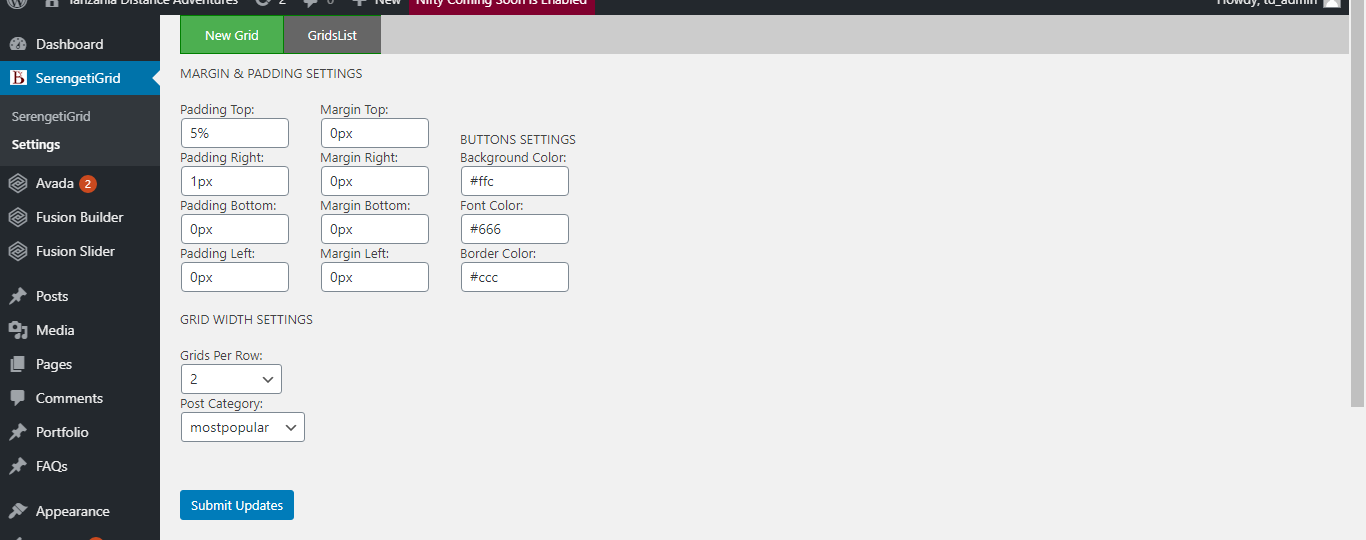 Tanzania Distance Adventures 2 0 New Nifty Coming Soon is Enabled Howdy, td_admin
Dashboard
SerengetiGrid
SerengetiGrid
Settings
Avada 2
Fusion Builder
Fusion Slider
Posts
Media
Pages
Comments
Portfolio
FAQs
Appearance
New Grid GridsList
MARGIN & PADDING SETTINGS
Padding Top: Margin Top:
5% 0px
BUTTONS SETTINGS
Padding Right: Margin Right: Background Color:
1px 0px #ffc
Padding Bottom: Margin Bottom: Font Color:
0px 0px #666
Padding Left: Margin Left: Border Color:
0px 0px #ccc
GRID WIDTH SETTINGS
Grids Per Row:
2
Post Category:
mostpopular
Submit Updates